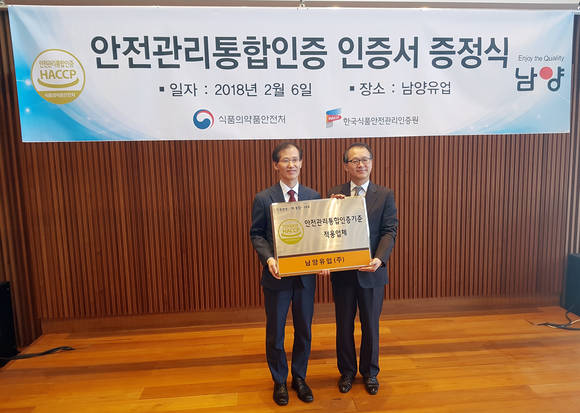 안전관리통합인증 인증서 증정식
안전관리통합인증
HACCP
식품의약품안전처
Enjoy the Quality
남양
▪ 일자 : 2018년 2월 6일 ▪ 장소 : 남양유업
식품의약품안전처
HACCP 한국식품안전관리인증원
HACCP
안전관리통합인증기준
적용업체
남양유업(주)